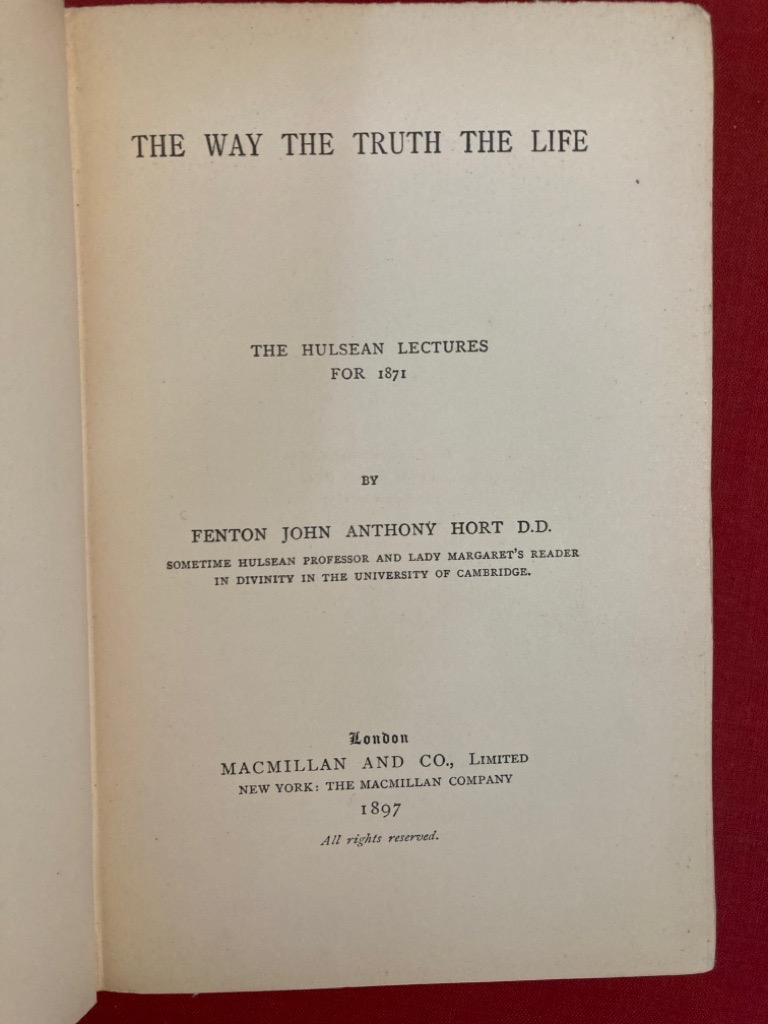 THE WAY THE TRUTH THE LIFE
THE HULSEAN LECTURES
FOR 1871
BY
FENTON JOHN ANTHONY HORT D.D.
SOMETIME HULSEAN PROFESSOR AND LADY MARGARET'S READER
IN DIVINITY IN THE UNIVERSITY OF CAMBRIDGE.
London
MACMILLAN AND CO., LIMITED
NEW YORK: THE MACMILLAN COMPANY
1897
All rights reserved.